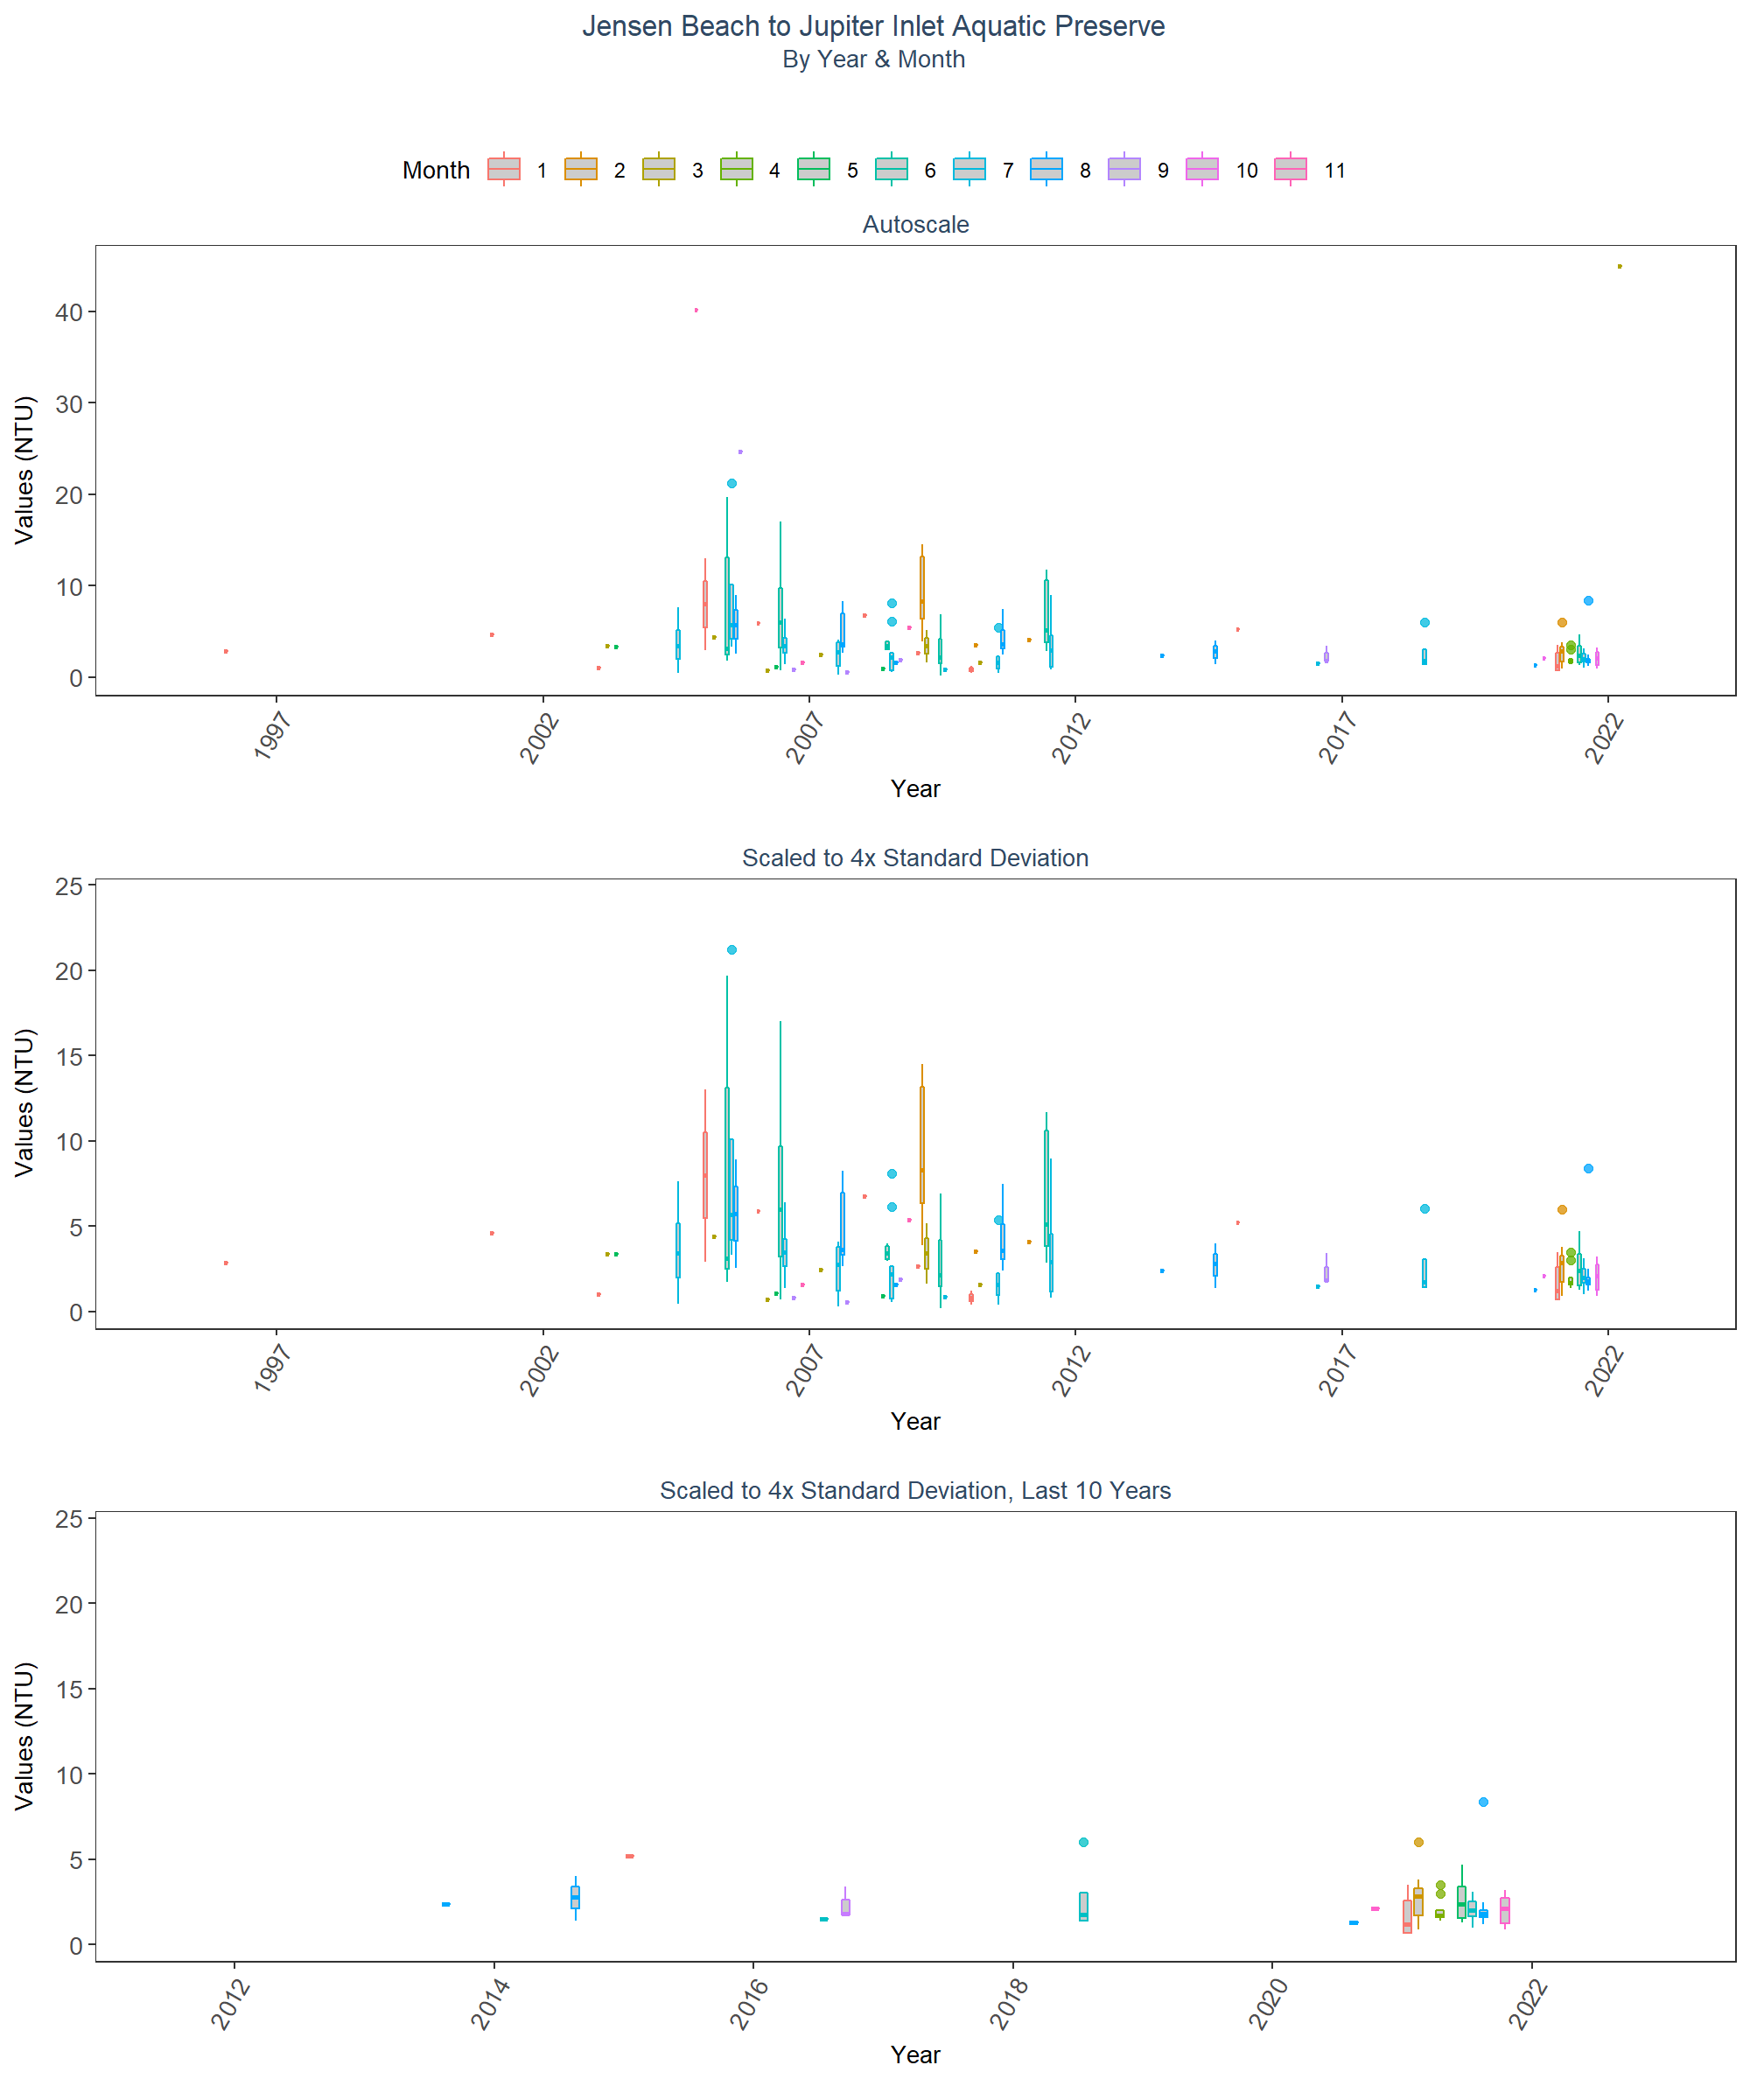 Jensen Beach to Jupiter Inlet Aquatic Preserve
By Year & Month
Month 1 2 3 4 5 6 7 8 9 10 11
Autoscale
Values (NTU)
40
30
20
10
0
1997 2002 2007 2012 2017 2022
Year
Scaled to 4x Standard Deviation
Values (NTU)
25
20
15
10
5
0
1997 2002 2007 2012 2017 2022
Year
Scaled to 4x Standard Deviation, Last 10 Years
Values (NTU)
25
20
15
10
5
0
2012 2014 2016 2018 2020 2022
Year